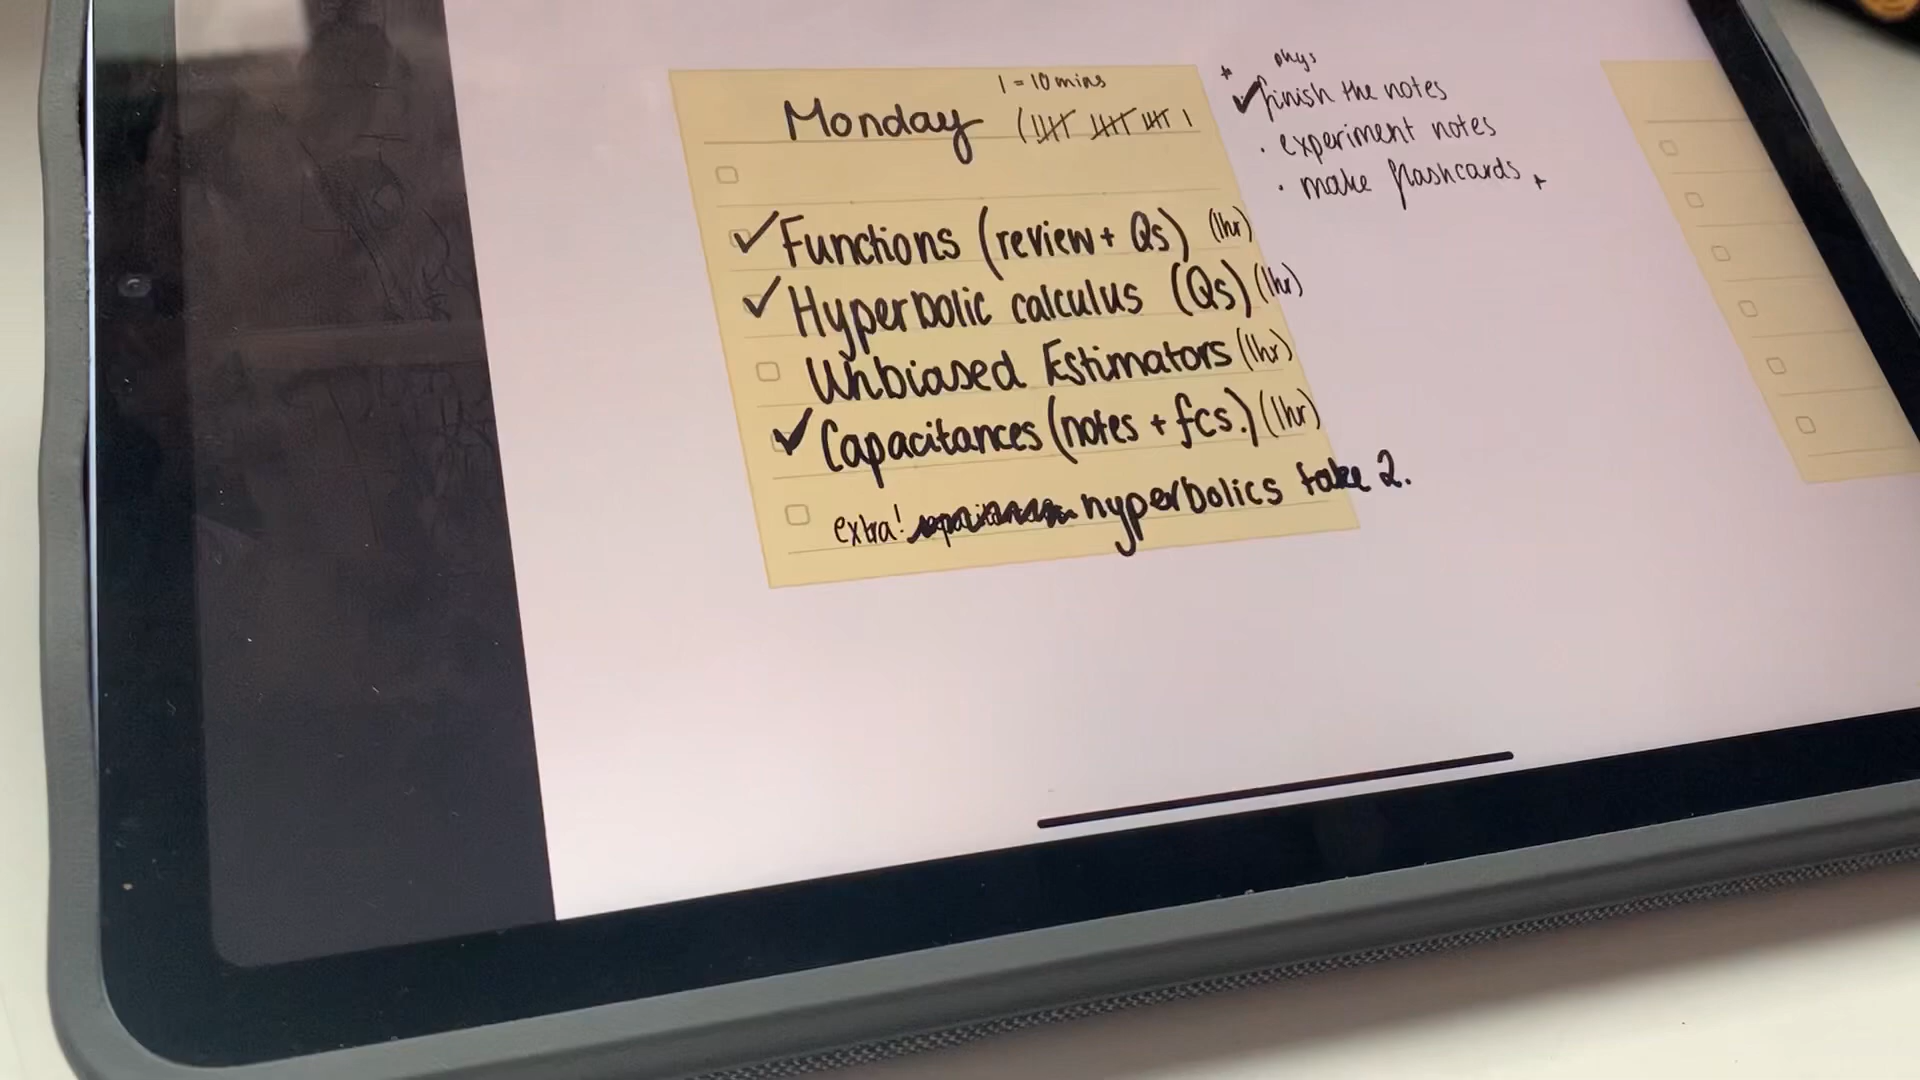 1 = 10 mins
Monday
Functions (review + Qs) (1hr)
Hyperbolic calculus (Qs) (1hr)
Unbiased Estimators (1hr)
Capacitances (notes + fcs.) (1hr)
extra! hyperbolics take 2.
phys
finish the notes
experiment notes
make flashcards